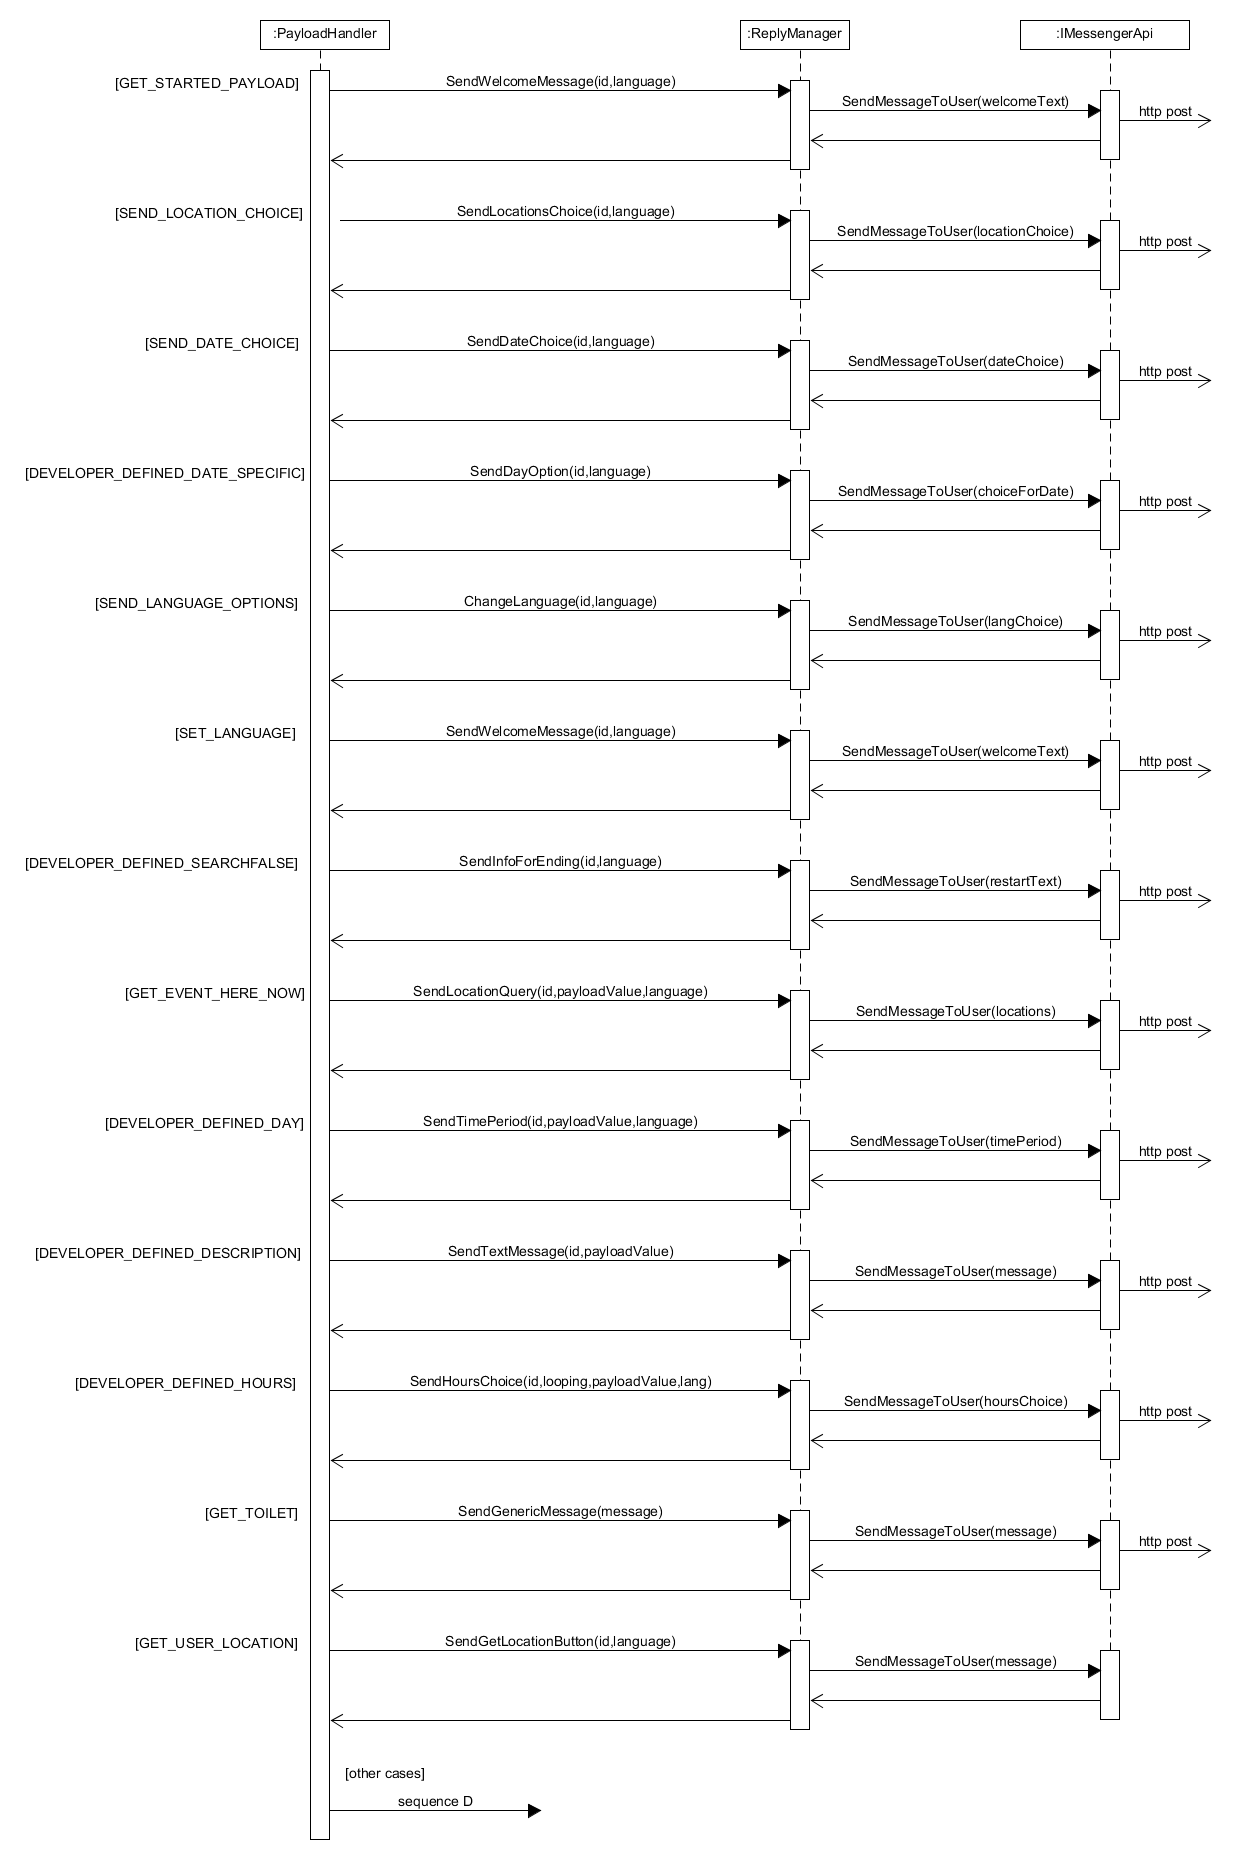 :PayloadHandler :ReplyManager :IMessengerApi
[GET_STARTED_PAYLOAD] SendWelcomeMessage(id,language)
SendMessageToUser(welcomeText) http post
[SEND_LOCATION_CHOICE] SendLocationsChoice(id,language)
SendMessageToUser(locationChoice) http post
[SEND_DATE_CHOICE] SendDateChoice(id,language)
SendMessageToUser(dateChoice) http post
[DEVELOPER_DEFINED_DATE_SPECIFIC] SendDayOption(id,language)
SendMessageToUser(choiceForDate) http post
[SEND_LANGUAGE_OPTIONS] ChangeLanguage(id,language)
SendMessageToUser(langChoice) http post
[SET_LANGUAGE] SendWelcomeMessage(id,language)
SendMessageToUser(welcomeText) http post
[DEVELOPER_DEFINED_SEARCHFALSE] SendInfoForEnding(id,language)
SendMessageToUser(restartText) http post
[GET_EVENT_HERE_NOW] SendLocationQuery(id,payloadValue,language)
SendMessageToUser(locations) http post
[DEVELOPER_DEFINED_DAY] SendTimePeriod(id,payloadValue,language)
SendMessageToUser(timePeriod) http post
[DEVELOPER_DEFINED_DESCRIPTION] SendTextMessage(id,payloadValue)
SendMessageToUser(message) http post
[DEVELOPER_DEFINED_HOURS] SendHoursChoice(id,looping,payloadValue,lang)
SendMessageToUser(hoursChoice) http post
[GET_TOILET] SendGenericMessage(message)
SendMessageToUser(message) http post
[GET_USER_LOCATION] SendGetLocationButton(id,language)
SendMessageToUser(message)
[other cases]
sequence D